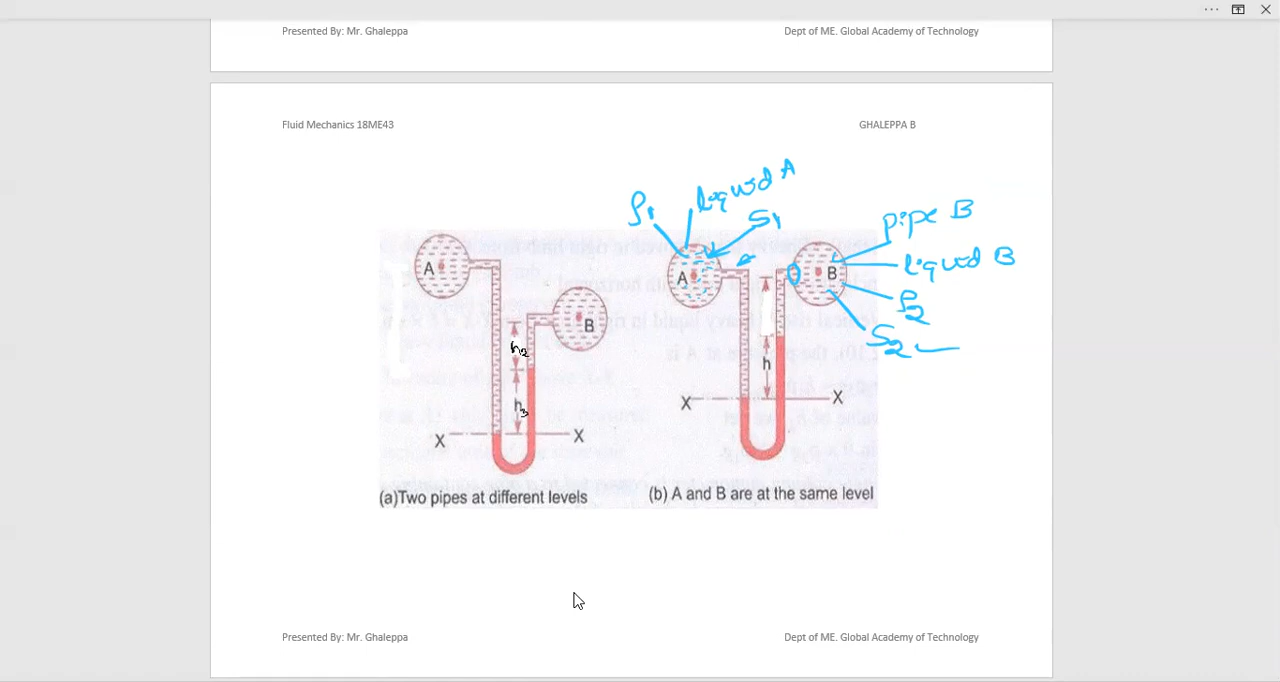 Presented By: Mr. Ghaleppa Dept of ME. Global Academy of Technology
Fluid Mechanics 18ME43 GHALEPPA B
ρ1 liquid A S1
pipe B
liquid B
ρ2
S2
A
B
h2
h3
X X
(a)Two pipes at different levels
A
B
h
X X
(b) A and B are at the same level
Presented By: Mr. Ghaleppa Dept of ME. Global Academy of Technology